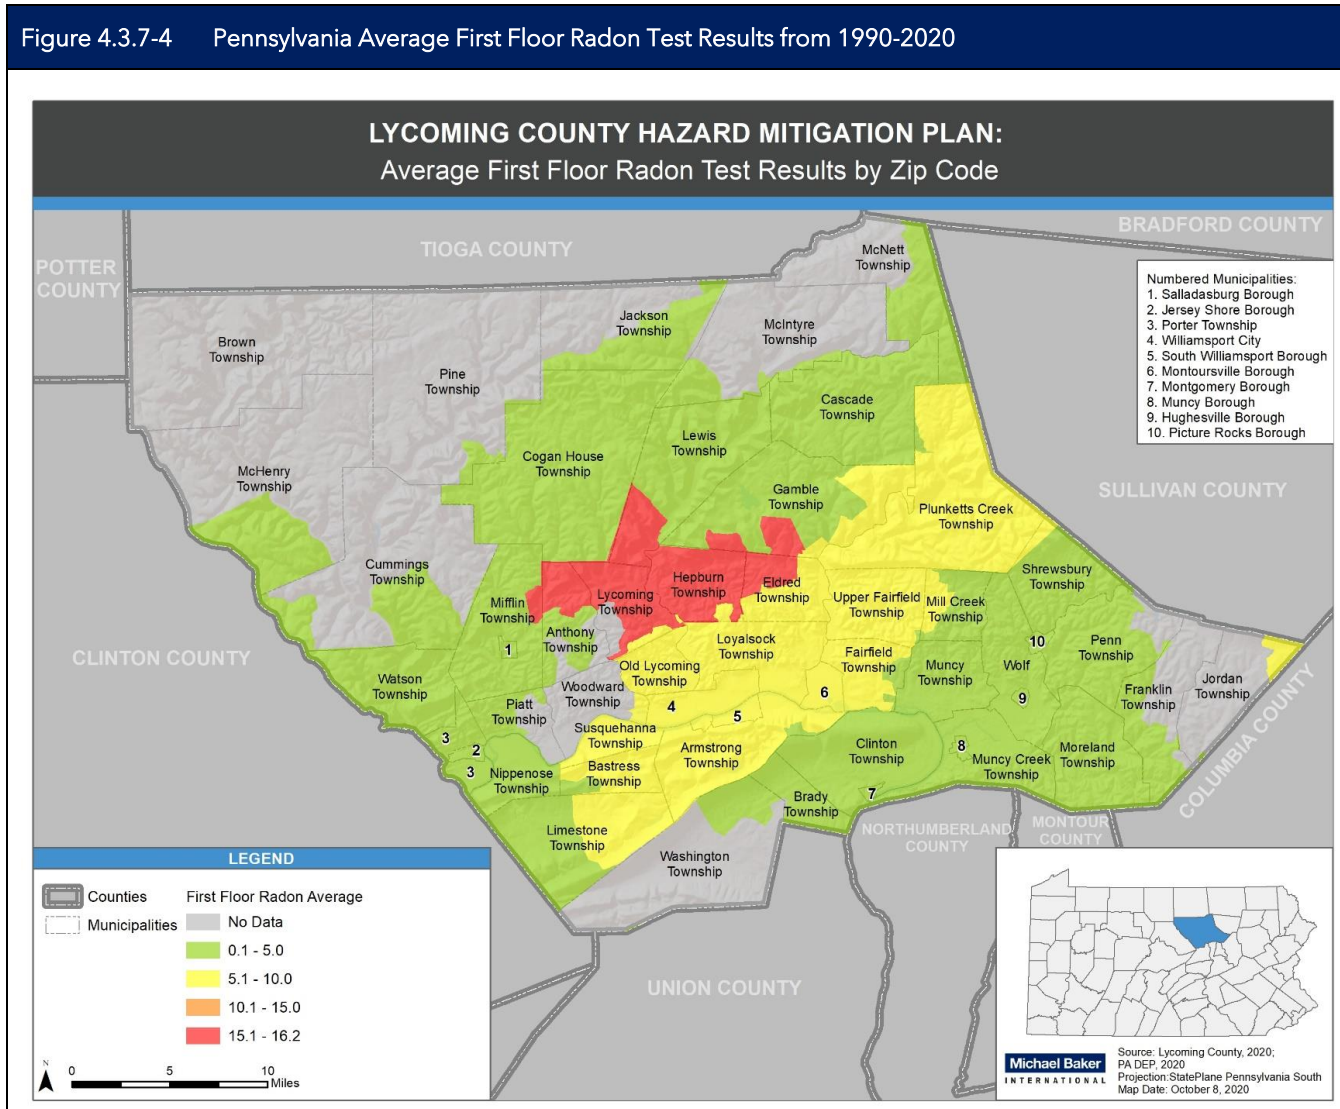 Figure 4.3.7-4 Pennsylvania Average First Floor Radon Test Results from 1990-2020
LYCOMING COUNTY HAZARD MITIGATION PLAN:
Average First Floor Radon Test Results by Zip Code
BRADFORD COUNTY
TIOGA COUNTY
POTTER
COUNTY
McNett
Township
Numbered Municipalities:
1. Salladasburg Borough
2. Jersey Shore Borough
3. Porter Township
4. Williamsport City
5. South Williamsport Borough
6. Montoursville Borough
7. Montgomery Borough
8. Muncy Borough
9. Hughesville Borough
10. Picture Rocks Borough
Jackson
Township
McIntyre
Township
Brown
Township
Pine
Township
Cascade
Township
Lewis
Township
Cogan House
Township
McHenry
Township
Gamble
Township
SULLIVAN COUNTY
Plunketts Creek
Township
Cummings
Township
Shrewsbury
Township
Hepburn
Township
Eldred
Township
Lycoming
Township
Mifflin
Township
Upper Fairfield
Township
Mill Creek
Township
Anthony
Township
1
Loyalsock
Township
10
Penn
Township
CLINTON COUNTY
Old Lycoming
Township
Fairfield
Township
Muncy
Township
Wolf
9
Watson
Township
Woodward
Township
6
Franklin
Township
Jordan
Township
Piatt
Township
4
5
Susquehanna
Township
3
2
3
Nippenose
Township
Bastress
Township
Armstrong
Township
Clinton
Township
8
Muncy Creek
Township
Moreland
Township
COLUMBIA COUNTY
7
Brady
Township
Limestone
Township
Washington
Township
NORTHUMBERLAND
COUNTY
MONTOUR
COUNTY
UNION COUNTY
LEGEND
Counties
Municipalities
First Floor Radon Average
No Data
0.1 - 5.0
5.1 - 10.0
10.1 - 15.0
15.1 - 16.2
N
0 5 10
Miles
Michael Baker
INTERNATIONAL
Source: Lycoming County, 2020;
PA DEP, 2020
Projection:StatePlane Pennsylvania South
Map Date: October 8, 2020